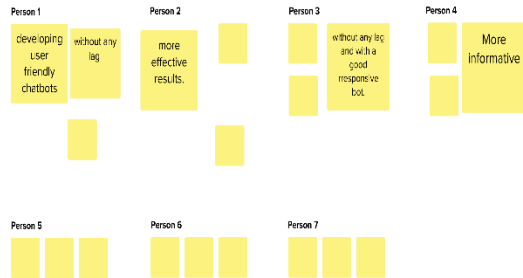 Person 1
developing
user
friendly
chatbots
without any
lag
Person 2
more
effective
results.
Person 3
without any lag
and with a
good
rresponsive
bot.
Person 4
More
informative
Person 5
Person 6
Person 7